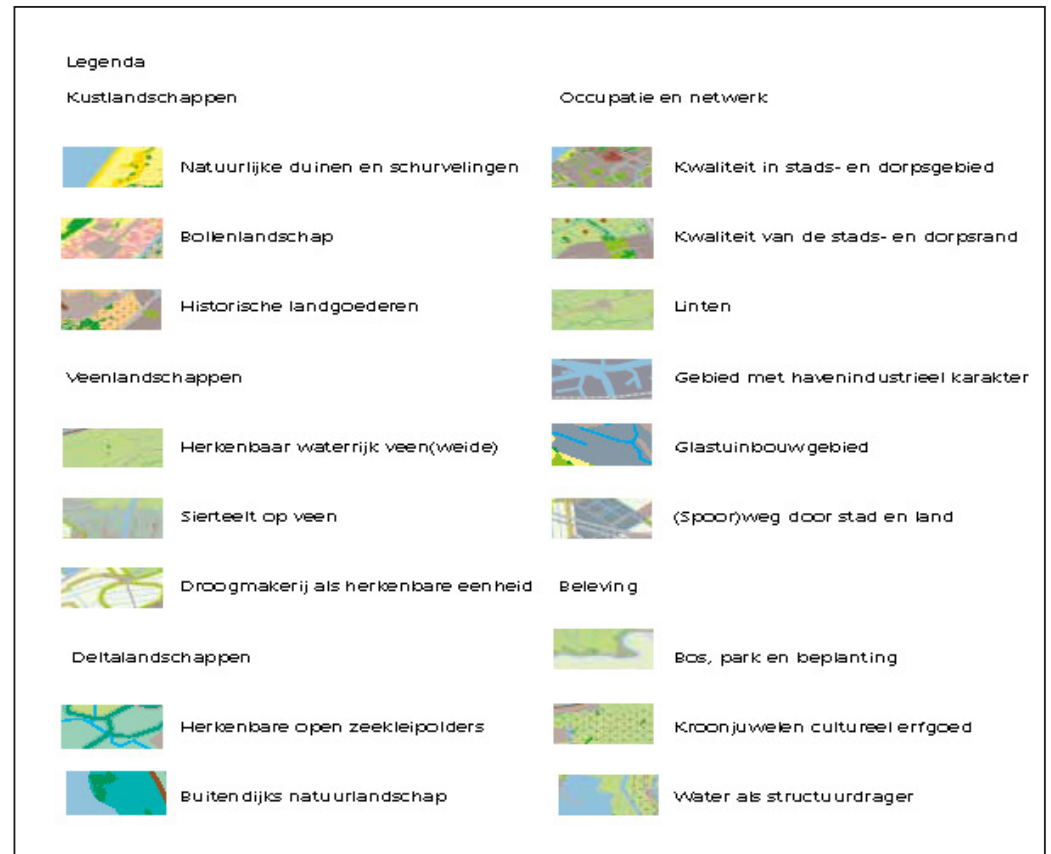 Legenda
Kustlandschappen
Natuurlijke duinen en schurvelingen
Bollenlandschap
Historische landgoederen
Veenlandschappen
Herkenbaar waterrijk veen(weide)
Sierteelt op veen
Droogmakerij als herkenbare eenheid
Deltalandschappen
Herkenbare open zeekleipolders
Buitendijks natuurlandschap
Occupatie en netwerk
Kwaliteit in stads- en dorpsgebied
Kwaliteit van de stads- en dorpsrand
Linten
Gebied met havenindustrieel karakter
Glastuinbouwgebied
(Spoor)weg door stad en land
Beleving
Bos, park en beplanting
Kroonjuwelen cultureel erfgoed
Water als structuurdrager